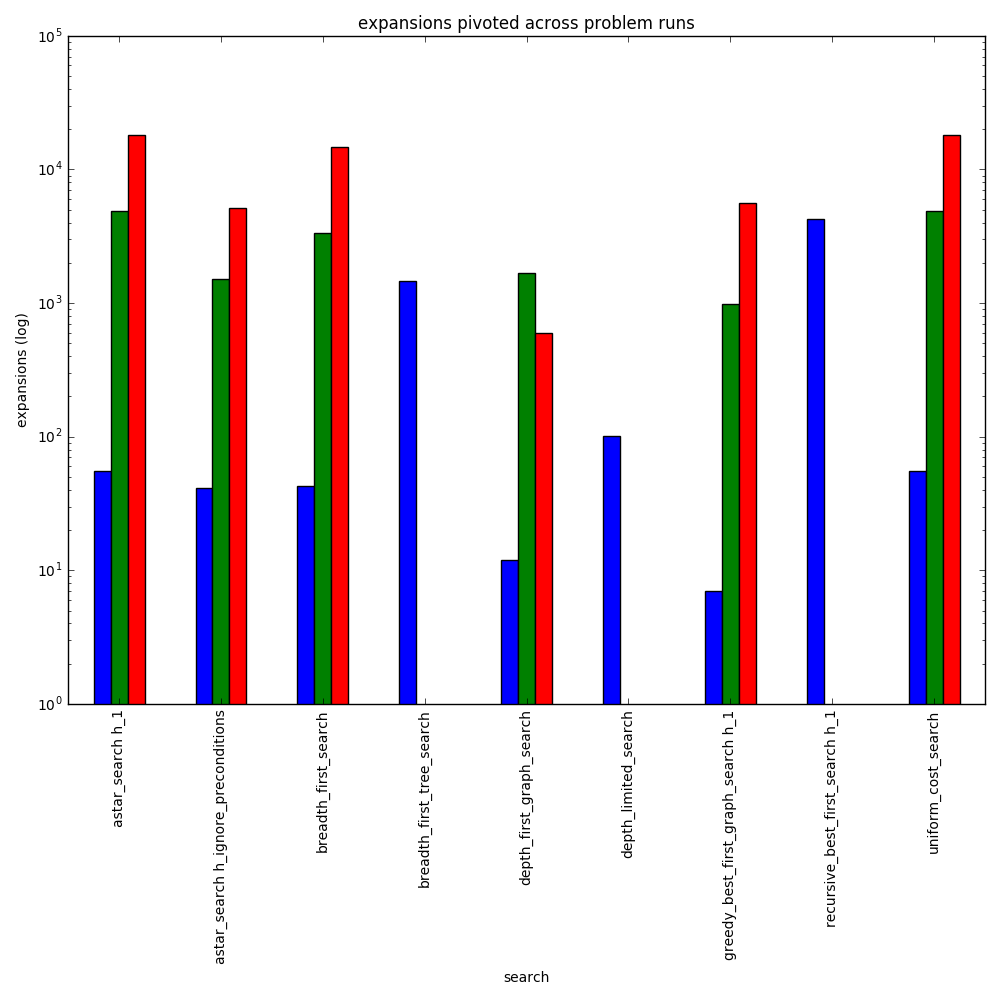 expansions pivoted across problem runs
10^5
10^4
10^3
10^2
10^1
10^0
expansions (log)
astar_search h_1
astar_search h_ignore_preconditions
breadth_first_search
breadth_first_tree_search
depth_first_graph_search
depth_limited_search
greedy_best_first_graph_search h_1
recursive_best_first_search h_1
uniform_cost_search
search